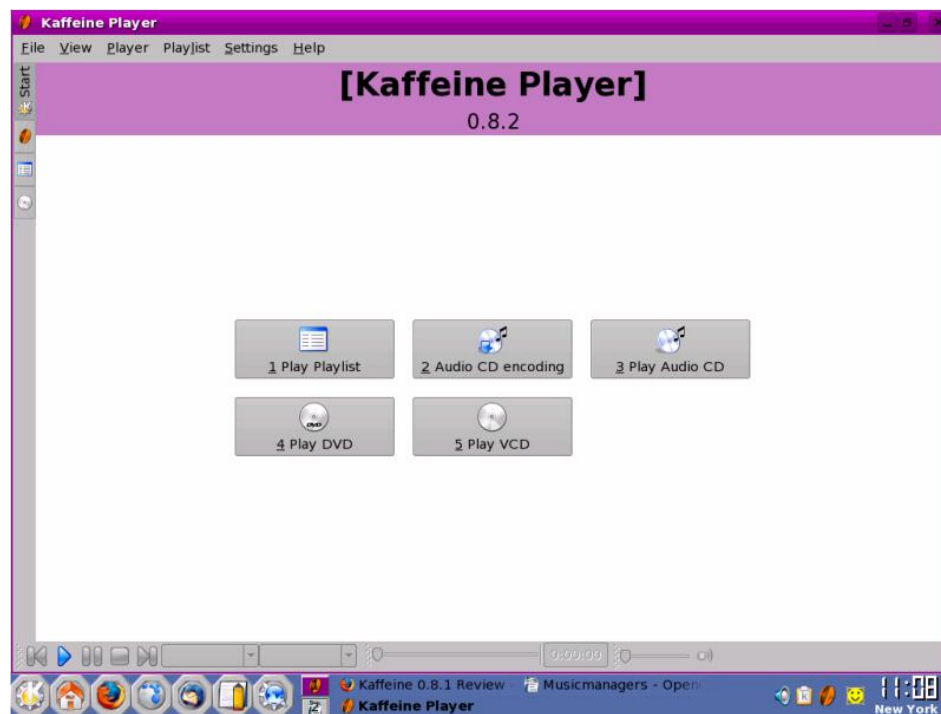 Kaffeine Player
File View Player Playlist Settings Help
Start
[Kaffeine Player]
0.8.2
1 Play Playlist
2 Audio CD encoding
3 Play Audio CD
DVD
4 Play DVD
5 Play VCD
0:00:00
Kaffeine 0.8.1 Review -
Musicmanagers - Open
Kaffeine Player
2
11:08
New York